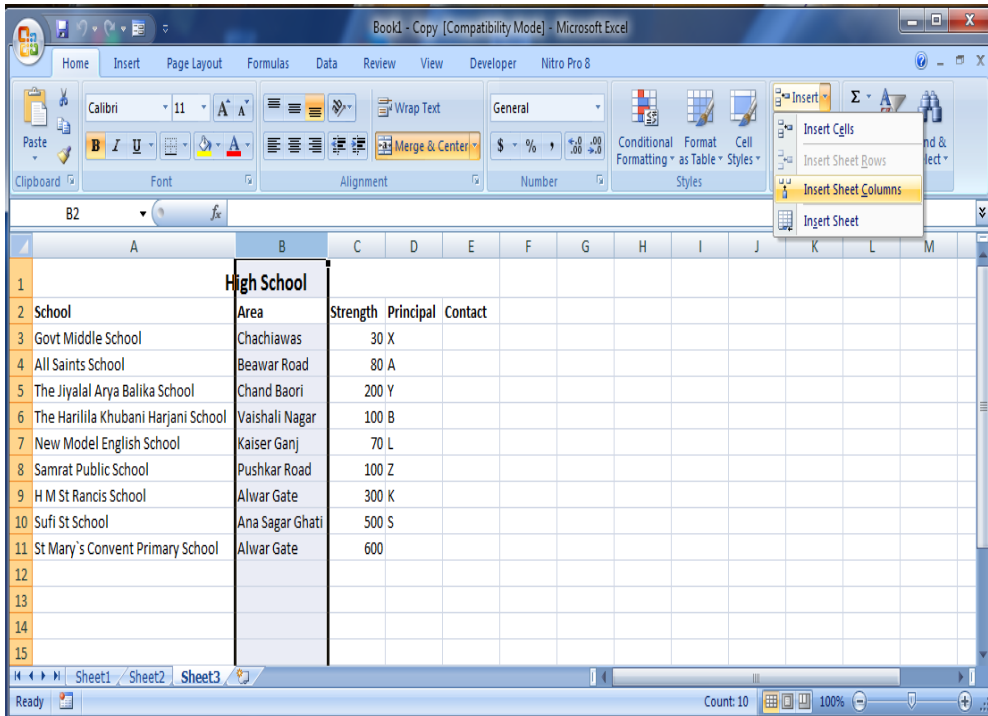 Book1 - Copy [Compatibility Mode] - Microsoft Excel
Home Insert Page Layout Formulas Data Review View Developer Nitro Pro 8
Paste
Clipboard
Calibri 11 A A
B I U A
Font
Wrap Text
Merge & Center
Alignment
General
$ % , .00
Number
Conditional Formatting
Format as Table
Cell Styles
Styles
Insert
Σ
Insert Cells
Insert Sheet Rows
Insert Sheet Columns
Insert Sheet
B2 fx
A B C D E F G H I J K L M
1 High School
2 School Area Strength Principal Contact
3 Govt Middle School Chachiawas 30 X
4 All Saints School Beawar Road 80 A
5 The Jiyalal Arya Balika School Chand Baori 200 Y
6 The Harilila Khubani Harjani School Vaishali Nagar 100 B
7 New Model English School Kaiser Ganj 70 L
8 Samrat Public School Pushkar Road 100 Z
9 H M St Rancis School Alwar Gate 300 K
10 Sufi St School Ana Sagar Ghati 500 S
11 St Mary`s Convent Primary School Alwar Gate 600
12
13
14
15
Sheet1 Sheet2 Sheet3
Ready Count: 10 100%